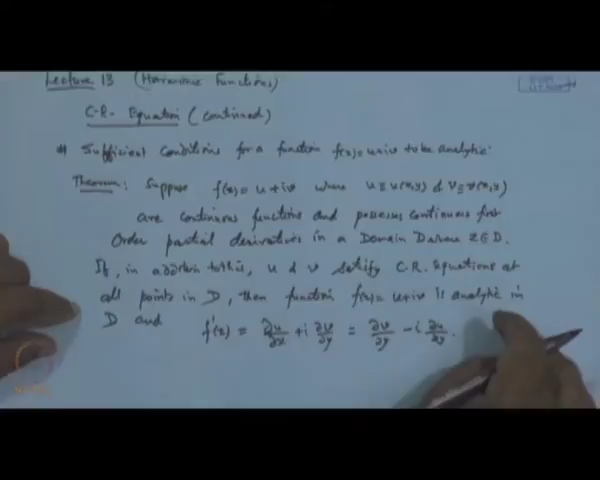 Lecture 13 (Harmonic Functions)
C-R- Equation (continued)
# Sufficient Conditions for a function f(z)=u+iv to be analytic.
Theorem: Suppose f(z) = u+iv where u≡u(x,y) & v≡v(x,y)
are continuous functions and possess continuous first
order partial derivatives in a Domain D where z∈D.
If, in addition to this, u & v satisfy C.R. Equations at
all points in D, then function f(z)=u+iv is analytic in
D and f'(z) = ∂u/∂x + i ∂v/∂y = ∂v/∂y - i ∂u/∂y.